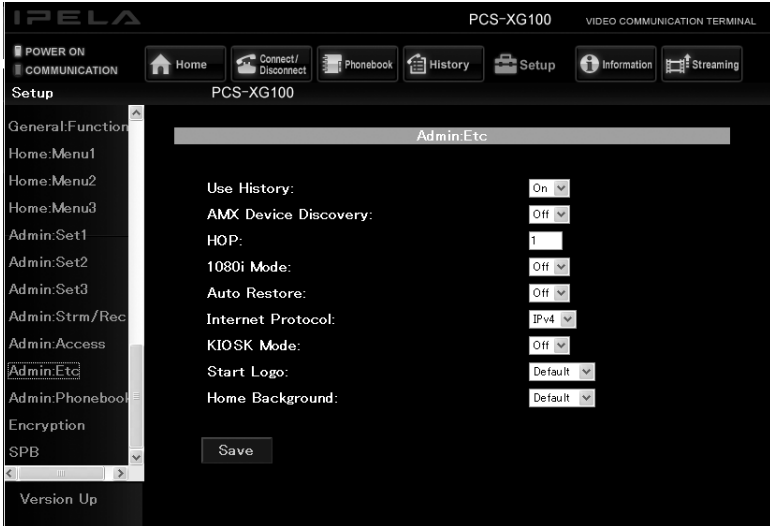 IPELA
PCS-XG100 VIDEO COMMUNICATION TERMINAL
POWER ON
COMMUNICATION
Home
Connect/
Disconnect
Phonebook
History
Setup
Information
Streaming
Setup PCS-XG100
General:Function
Home:Menu1
Home:Menu2
Home:Menu3
Admin:Set1
Admin:Set2
Admin:Set3
Admin:Strm/Rec
Admin:Access
Admin:Etc
Admin:Phonebook
Encryption
SPB
Version Up
Admin:Etc
Use History: On
AMX Device Discovery: Off
HOP: 1
1080i Mode: Off
Auto Restore: Off
Internet Protocol: IPv4
KIOSK Mode: Off
Start Logo: Default
Home Background: Default
Save